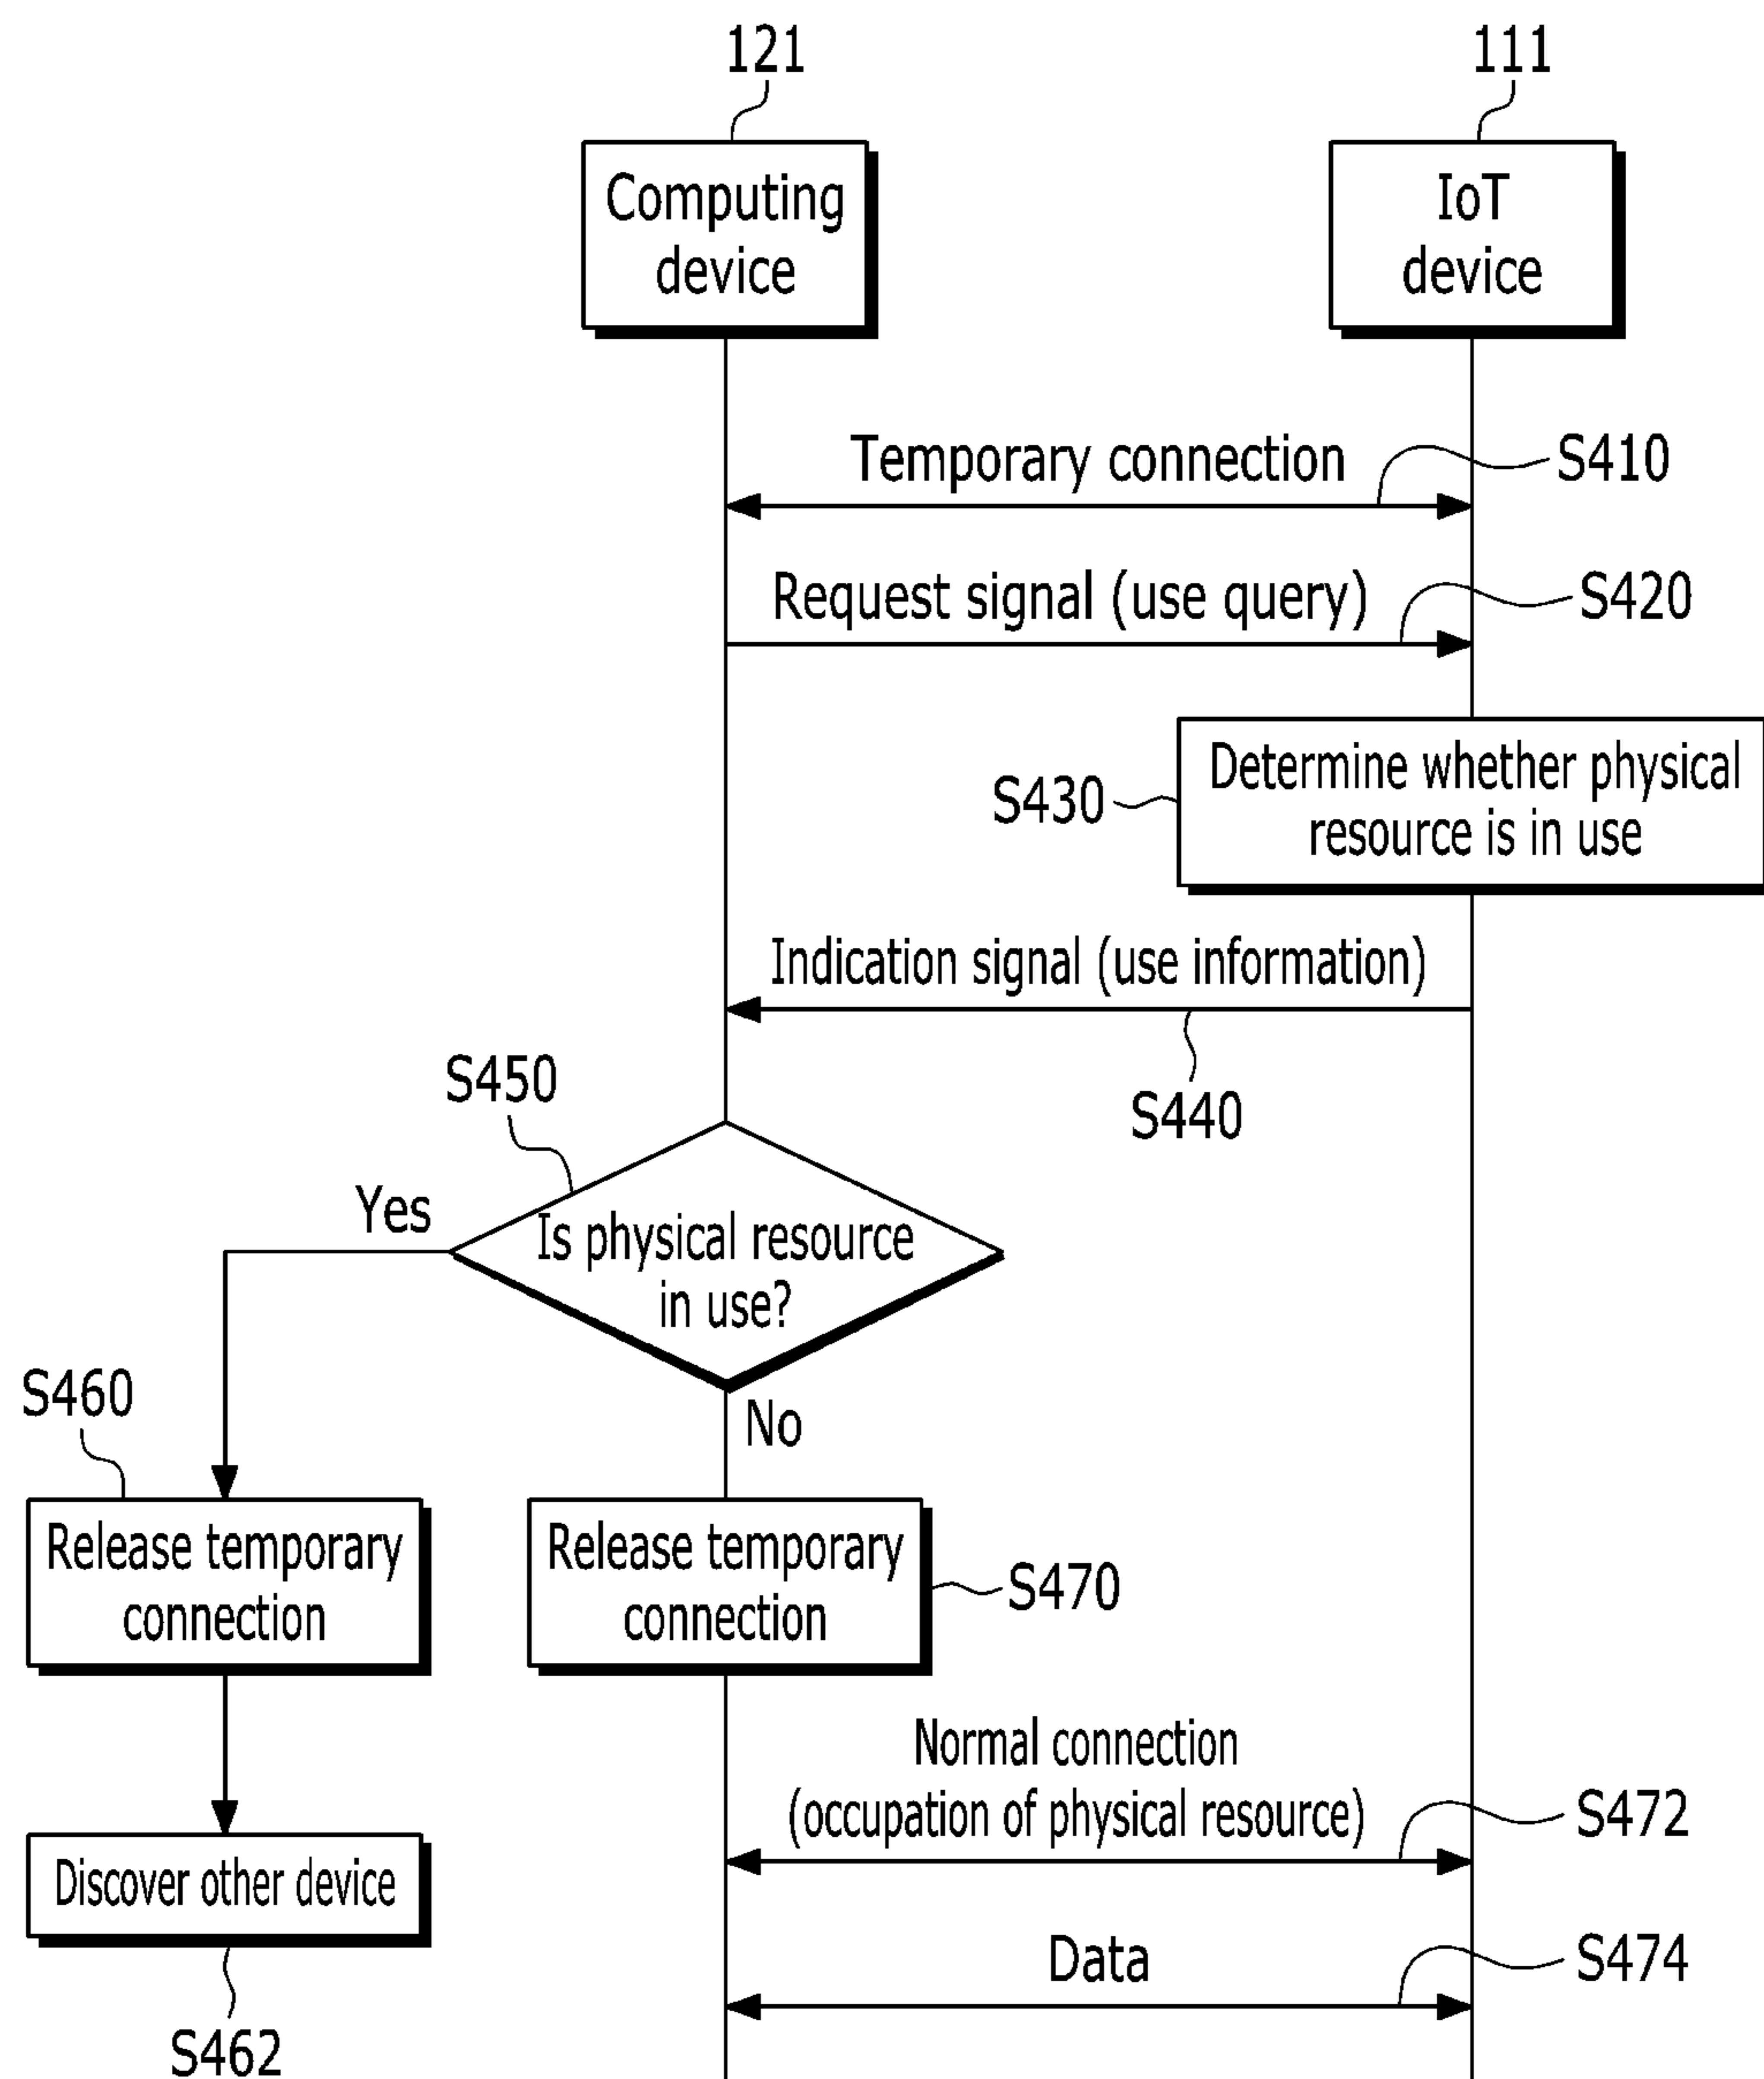 121
111
Computing
device
IoT
device
Temporary connection
S410
Request signal (use query)
S420
S430
Determine whether physical
resource is in use
Indication signal (use information)
S440
S450
Yes
Is physical resource
in use?
No
S460
Release temporary
connection
Release temporary
connection
S470
Normal connection
(occupation of physical resource)
S472
Discover other device
S462
Data
S474